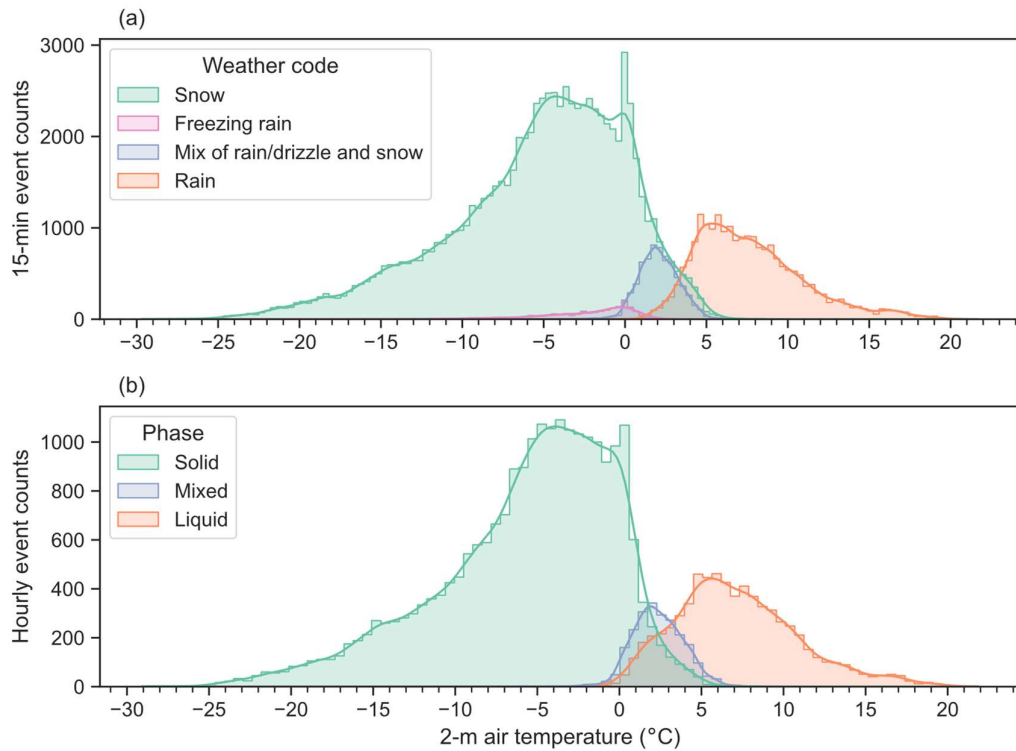 (a)
3000
2000
1000
0
15-min event counts
Weather code
Snow
Freezing rain
Mix of rain/drizzle and snow
Rain
−30 −25 −20 −15 −10 −5 0 5 10 15 20
(b)
1000
800
600
400
200
0
Hourly event counts
Phase
Solid
Mixed
Liquid
−30 −25 −20 −15 −10 −5 0 5 10 15 20
2-m air temperature (°C)